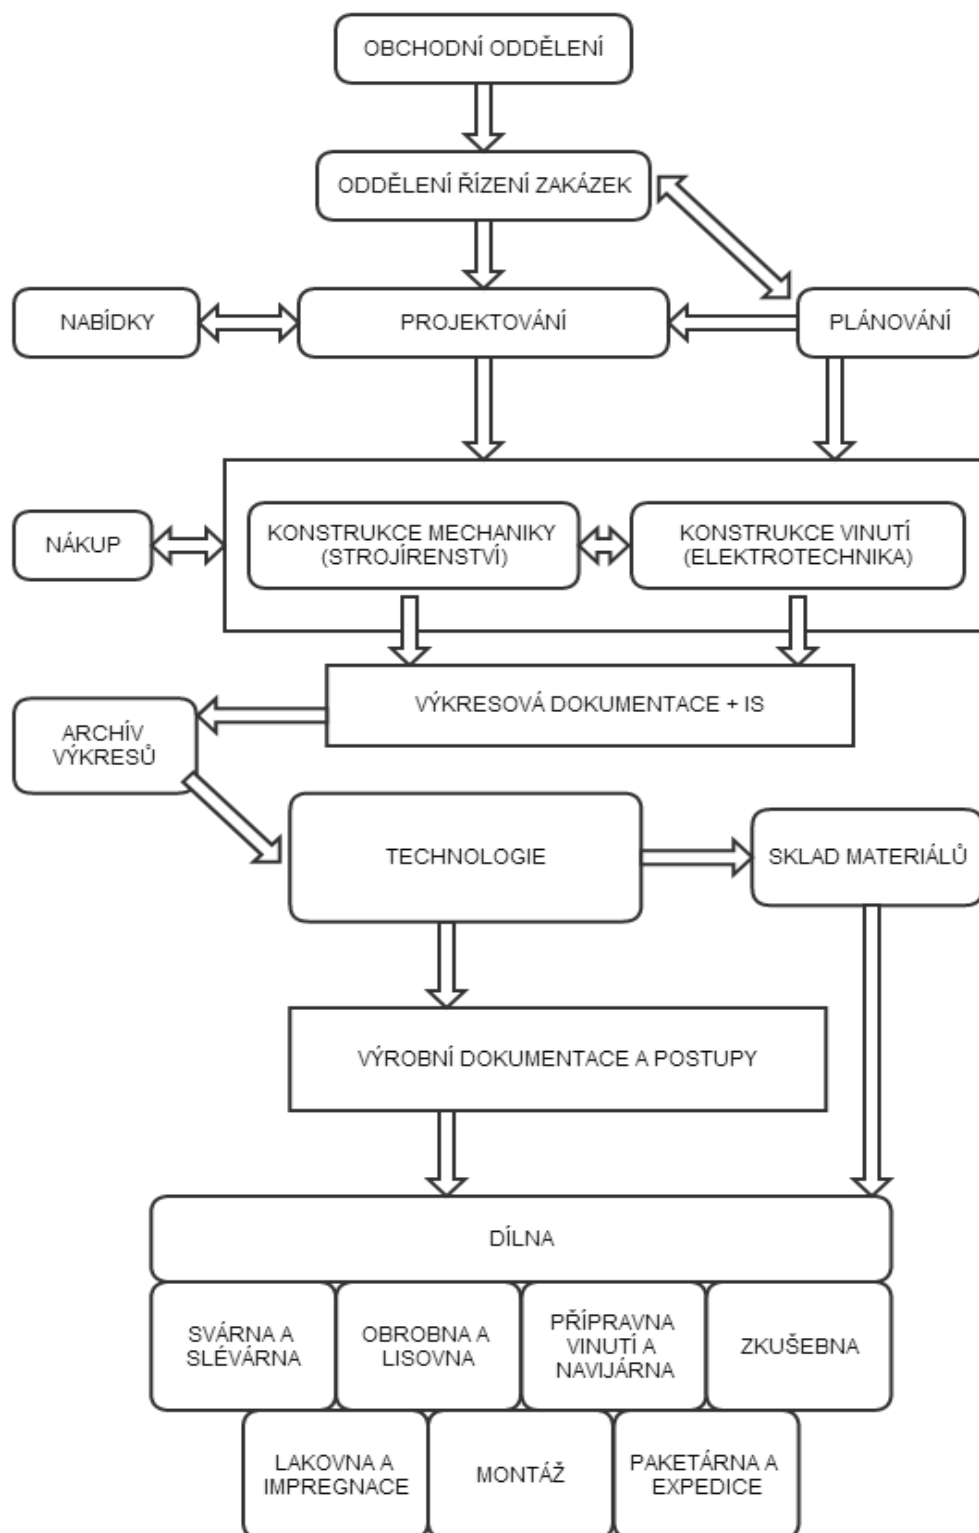 OBCHODNÍ ODDĚLENÍ
ODDĚLENÍ ŘÍZENÍ ZAKÁZEK
NABÍDKY
PROJEKTOVÁNÍ
PLÁNOVÁNÍ
NÁKUP
KONSTRUKCE MECHANIKY
(STROJÍRENSTVÍ)
KONSTRUKCE VINUTÍ
(ELEKTROTECHNIKA)
VÝKRESOVÁ DOKUMENTACE + IS
ARCHÍV
VÝKRESŮ
TECHNOLOGIE
SKLAD MATERIÁLŮ
VÝROBNÍ DOKUMENTACE A POSTUPY
DÍLNA
SVÁRNA A
SLÉVÁRNA
OBROBNA A
LISOVNA
PŘÍPRAVNA
VINUTÍ A
NAVIJÁRNA
ZKUŠEBNA
LAKOVNA A
IMPREGNACE
MONTÁŽ
PAKETÁRNA A
EXPEDICE